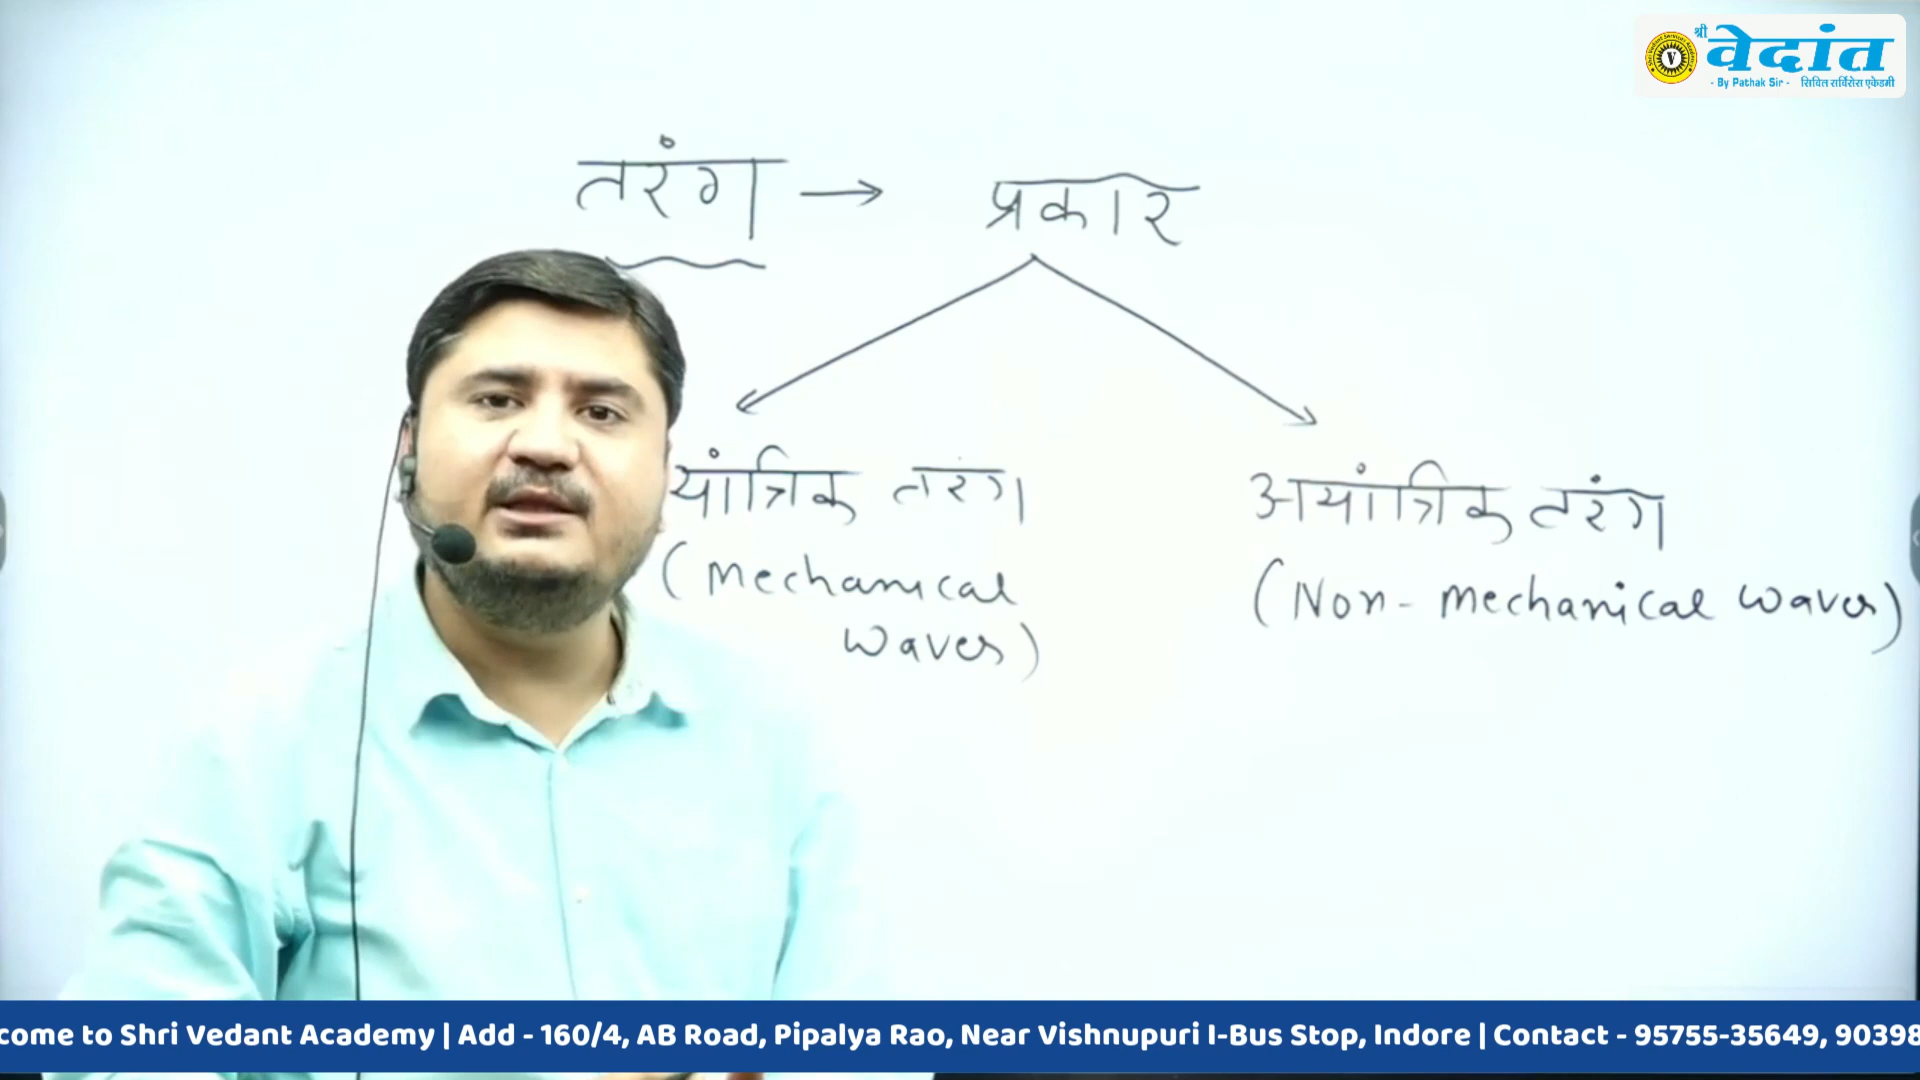 श्री वेदांत
- By Pathak Sir - सिविल सर्विसेस एकेडमी
तरंग → प्रकार
यांत्रिक तरंग
(Mechanical
waves)
अयांत्रिक तरंग
(Non-mechanical waves)
come to Shri Vedant Academy | Add - 160/4, AB Road, Pipalya Rao, Near Vishnupuri I-Bus Stop, Indore | Contact - 95755-35649, 90398